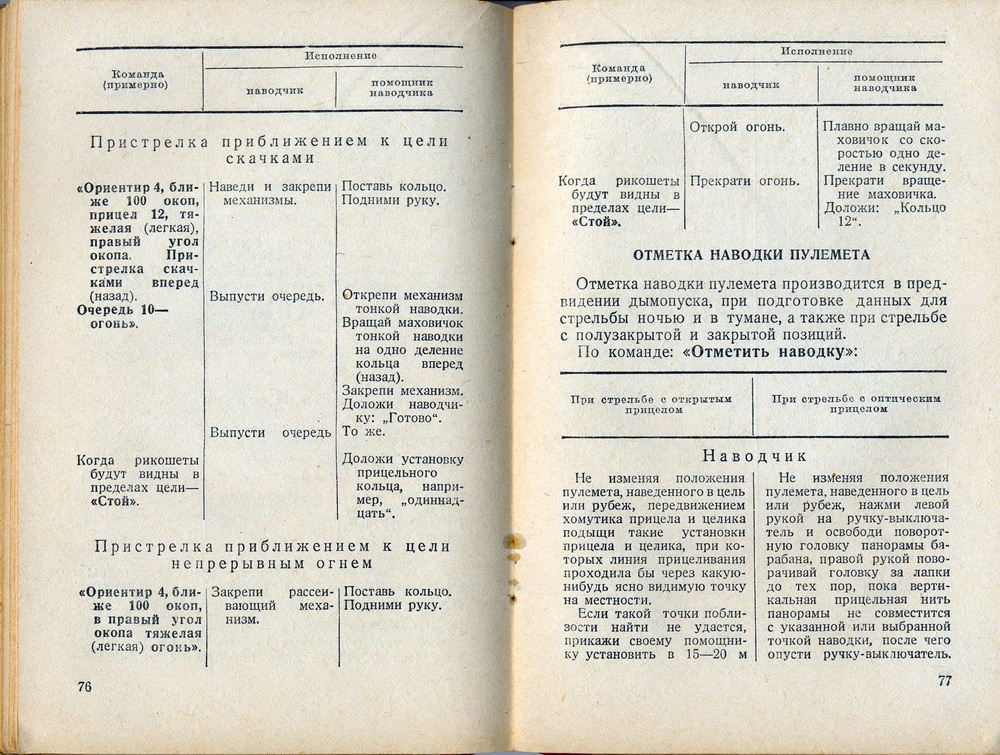 Команда
(примерно)
Исполнение
наводчик
помощник
наводчика
Пристрелка приближением к цели
скачками
«Ориентир 4, бли-
же 100 окоп,
прицел 12, тя-
желая (легкая),
правый угол
окопа. При-
стрелка скач-
ками вперед
(назад).
Очередь 10—
огонь».
Наведи и закрепи
механизмы.
Поставь кольцо.
Подними руку.
Выпусти очередь.
Открепи механизм
тонкой наводки.
Вращай маховичок
тонкой наводки
на одно деление
кольца вперед
(назад).
Закрепи механизм.
Доложи наводчи-
ку: „Готово“.
Выпусти очередь
То же.
Когда рикошеты
будут видны в
пределах цели—
«Стой».
Доложи установку
прицельного
кольца, напри-
мер, „одиннад-
цать“.
Пристрелка приближением к цели
непрерывным огнем
«Ориентир 4, бли-
же 100 окоп,
в правый угол
окопа тяжелая
(легкая) огонь».
Закрепи рассеи-
вающий меха-
низм.
Поставь кольцо.
Подними руку.
76
Команда
(примерно)
Исполнение
наводчик
помощник
наводчика
Открой огонь.
Плавно вращай ма-
ховичок со ско-
ростью одно де-
ление в секунду.
Когда рикошеты
будут видны в
пределах цели—
«Стой».
Прекрати огонь.
Прекрати враще-
ние маховичка.
Доложи: „Кольцо
12“.
ОТМЕТКА НАВОДКИ ПУЛЕМЕТА
Отметка наводки пулемета производится в пред-
видении дымопуска, при подготовке данных для
стрельбы ночью и в тумане, а также при стрельбе
с полузакрытой и закрытой позиций.
По команде: «Отметить наводку»:
При стрельбе с открытым
прицелом
При стрельбе с оптическим
прицелом
Наводчик
Не изменяя положения
пулемета, наведенного в цель
или рубеж, передвижением
хомутика прицела и целика
подыщи такие установки
прицела и целика, при ко-
торых линия прицеливания
проходила бы через какую-
нибудь ясно видимую точку
на местности.
Если такой точки побли-
зости найти не удается,
прикажи своему помощни-
ку установить в 15—20 м
Не изменяя положения
пулемета, наведенного в цель
или рубеж, нажми левой
рукой на ручку-выключа-
тель и освободи поворот-
ную головку панорамы ба-
рабана, правой рукой пово-
рачивай головку за лапки
до тех пор, пока верти-
кальная прицельная нить
панорамы не совместится
с указанной или выбранной
точкой наводки, после чего
опусти ручку-выключатель.
77